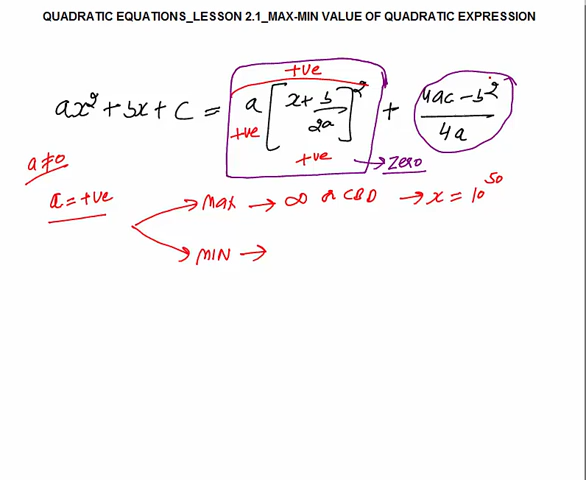 QUADRATIC EQUATIONS_LESSON 2.1_MAX-MIN VALUE OF QUADRATIC EXPRESSION
+ve
ax² + bx + c = a [x + b/2a]² + (4ac - b²)/4a
+ve
+ve
→ Zero
a ≠ 0
a = +ve
→ MAX → ∞ or CBD → x = 10⁵⁰
→ MIN →